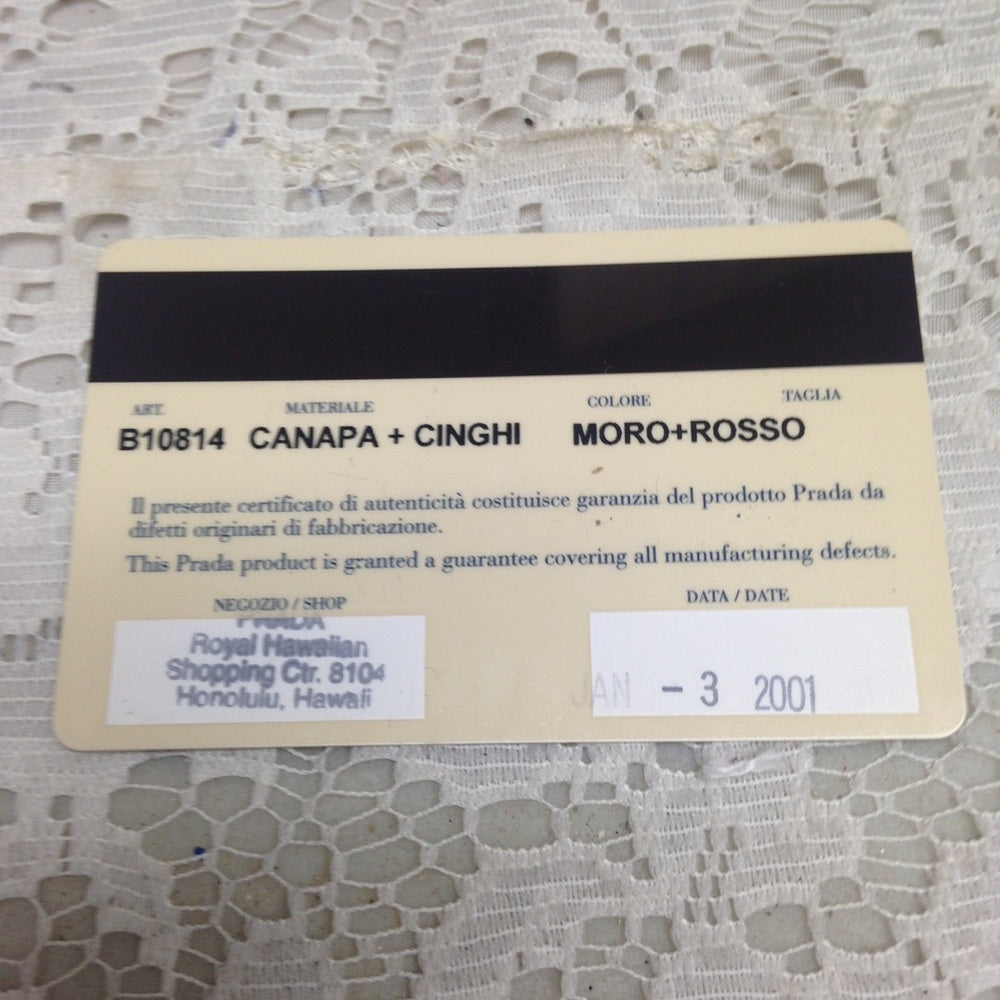 ART. MATERIALE COLORE TAGLIA
B10814 CANAPA + CINGHI MORO+ROSSO
Il presente certificato di autenticità costituisce garanzia del prodotto Prada da
difetti originari di fabbricazione.
This Prada product is granted a guarantee covering all manufacturing defects.
NEGOZIO / SHOP
PRADA
Royal Hawaiian
Shopping Ctr. 8104
Honolulu, Hawaii
DATA / DATE
JAN - 3 2001